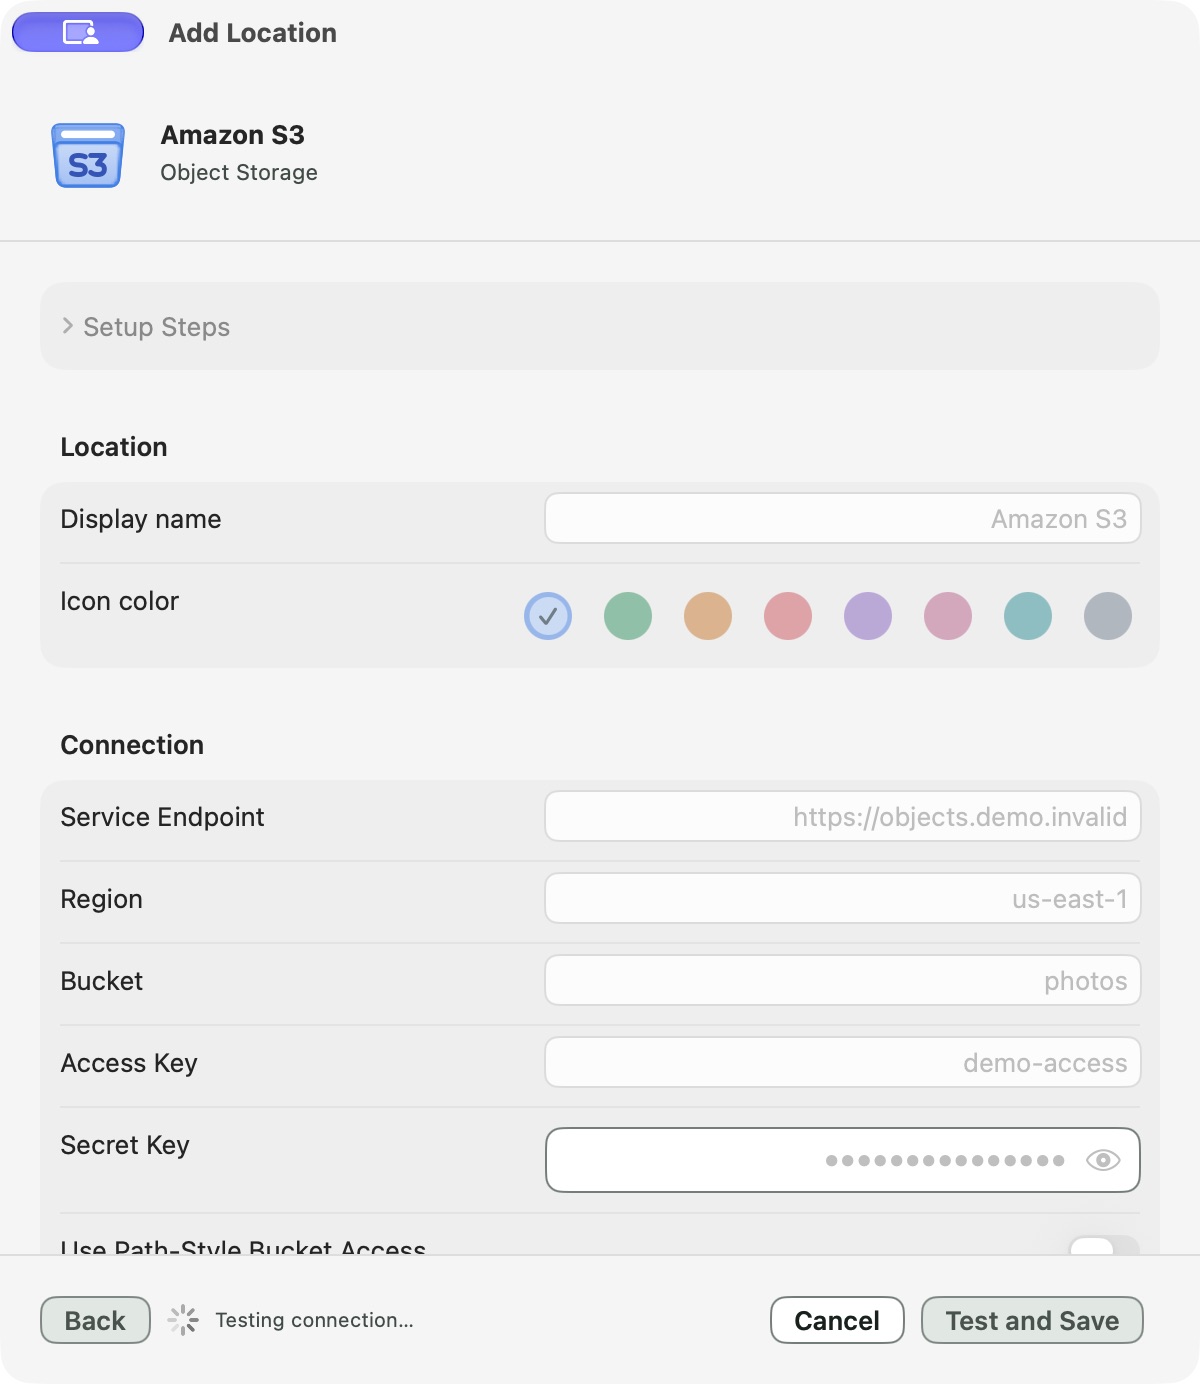 Add Location
S3
Amazon S3
Object Storage
Setup Steps
Location
Display name
Amazon S3
Icon color
Connection
Service Endpoint
https://objects.demo.invalid
Region
us-east-1
Bucket
photos
Access Key
demo-access
Secret Key
Use Path-Style Bucket Access
Back
Testing connection...
Cancel
Test and Save